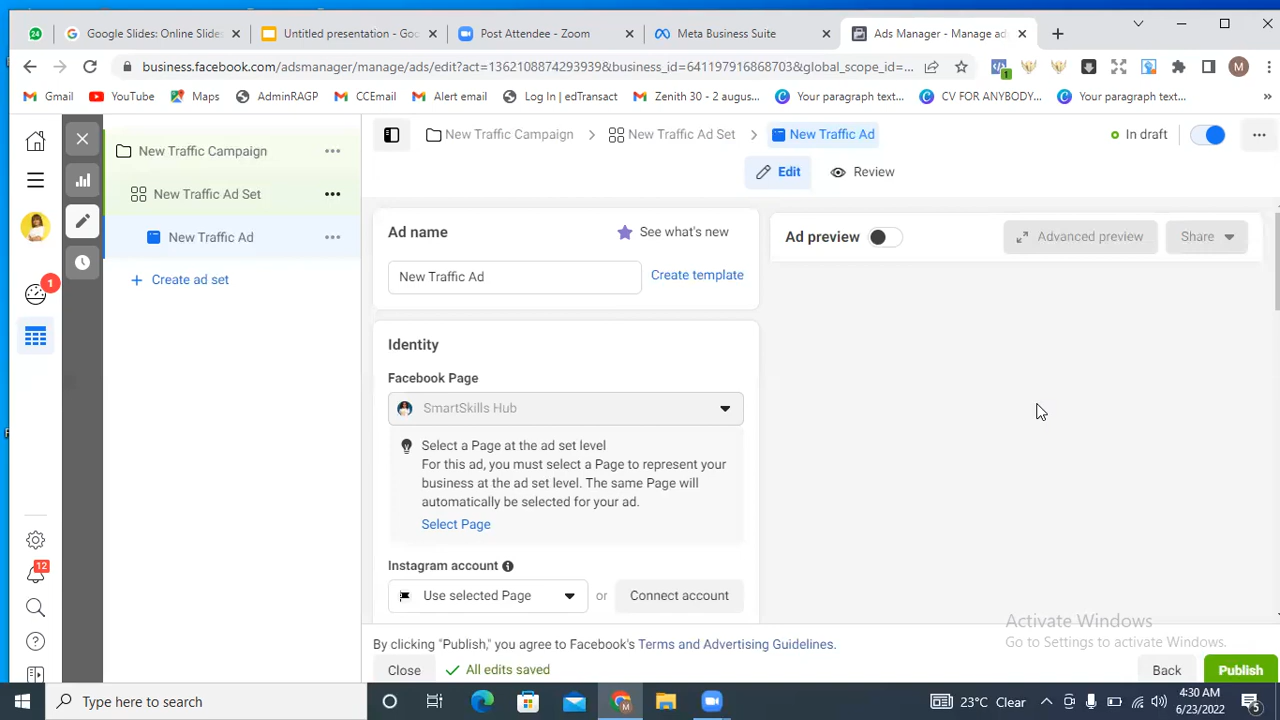 24
Google Slides: Online Slide
Untitled presentation - Goo
Post Attendee - Zoom
Meta Business Suite
Ads Manager - Manage ad
business.facebook.com/adsmanager/manage/ads/edit?act=1362108874293939&business_id=641197916898703&global_scope_id=...
1
M
Gmail
YouTube
Maps
AdminRAGP
CCEmail
Alert email
Log In | edTransact
Zenith 30 - 2 augus...
Your paragraph text...
CV FOR ANYBODY...
Your paragraph text...
»
New Traffic Campaign
New Traffic Ad Set
New Traffic Ad
In draft
Edit
Review
New Traffic Campaign
New Traffic Ad Set
New Traffic Ad
+ Create ad set
1
12
Ad name
See what's new
New Traffic Ad
Create template
Identity
Facebook Page
SmartSkills Hub
Select a Page at the ad set level
For this ad, you must select a Page to represent your
business at the ad set level. The same Page will
automatically be selected for your ad.
Select Page
Instagram account
Use selected Page
or
Connect account
Ad preview
Advanced preview
Share
Activate Windows
Go to Settings to activate Windows.
By clicking "Publish," you agree to Facebook's Terms and Advertising Guidelines.
Close
All edits saved
Back
Publish
Type here to search
M
23°C Clear
4:30 AM
6/23/2022
5